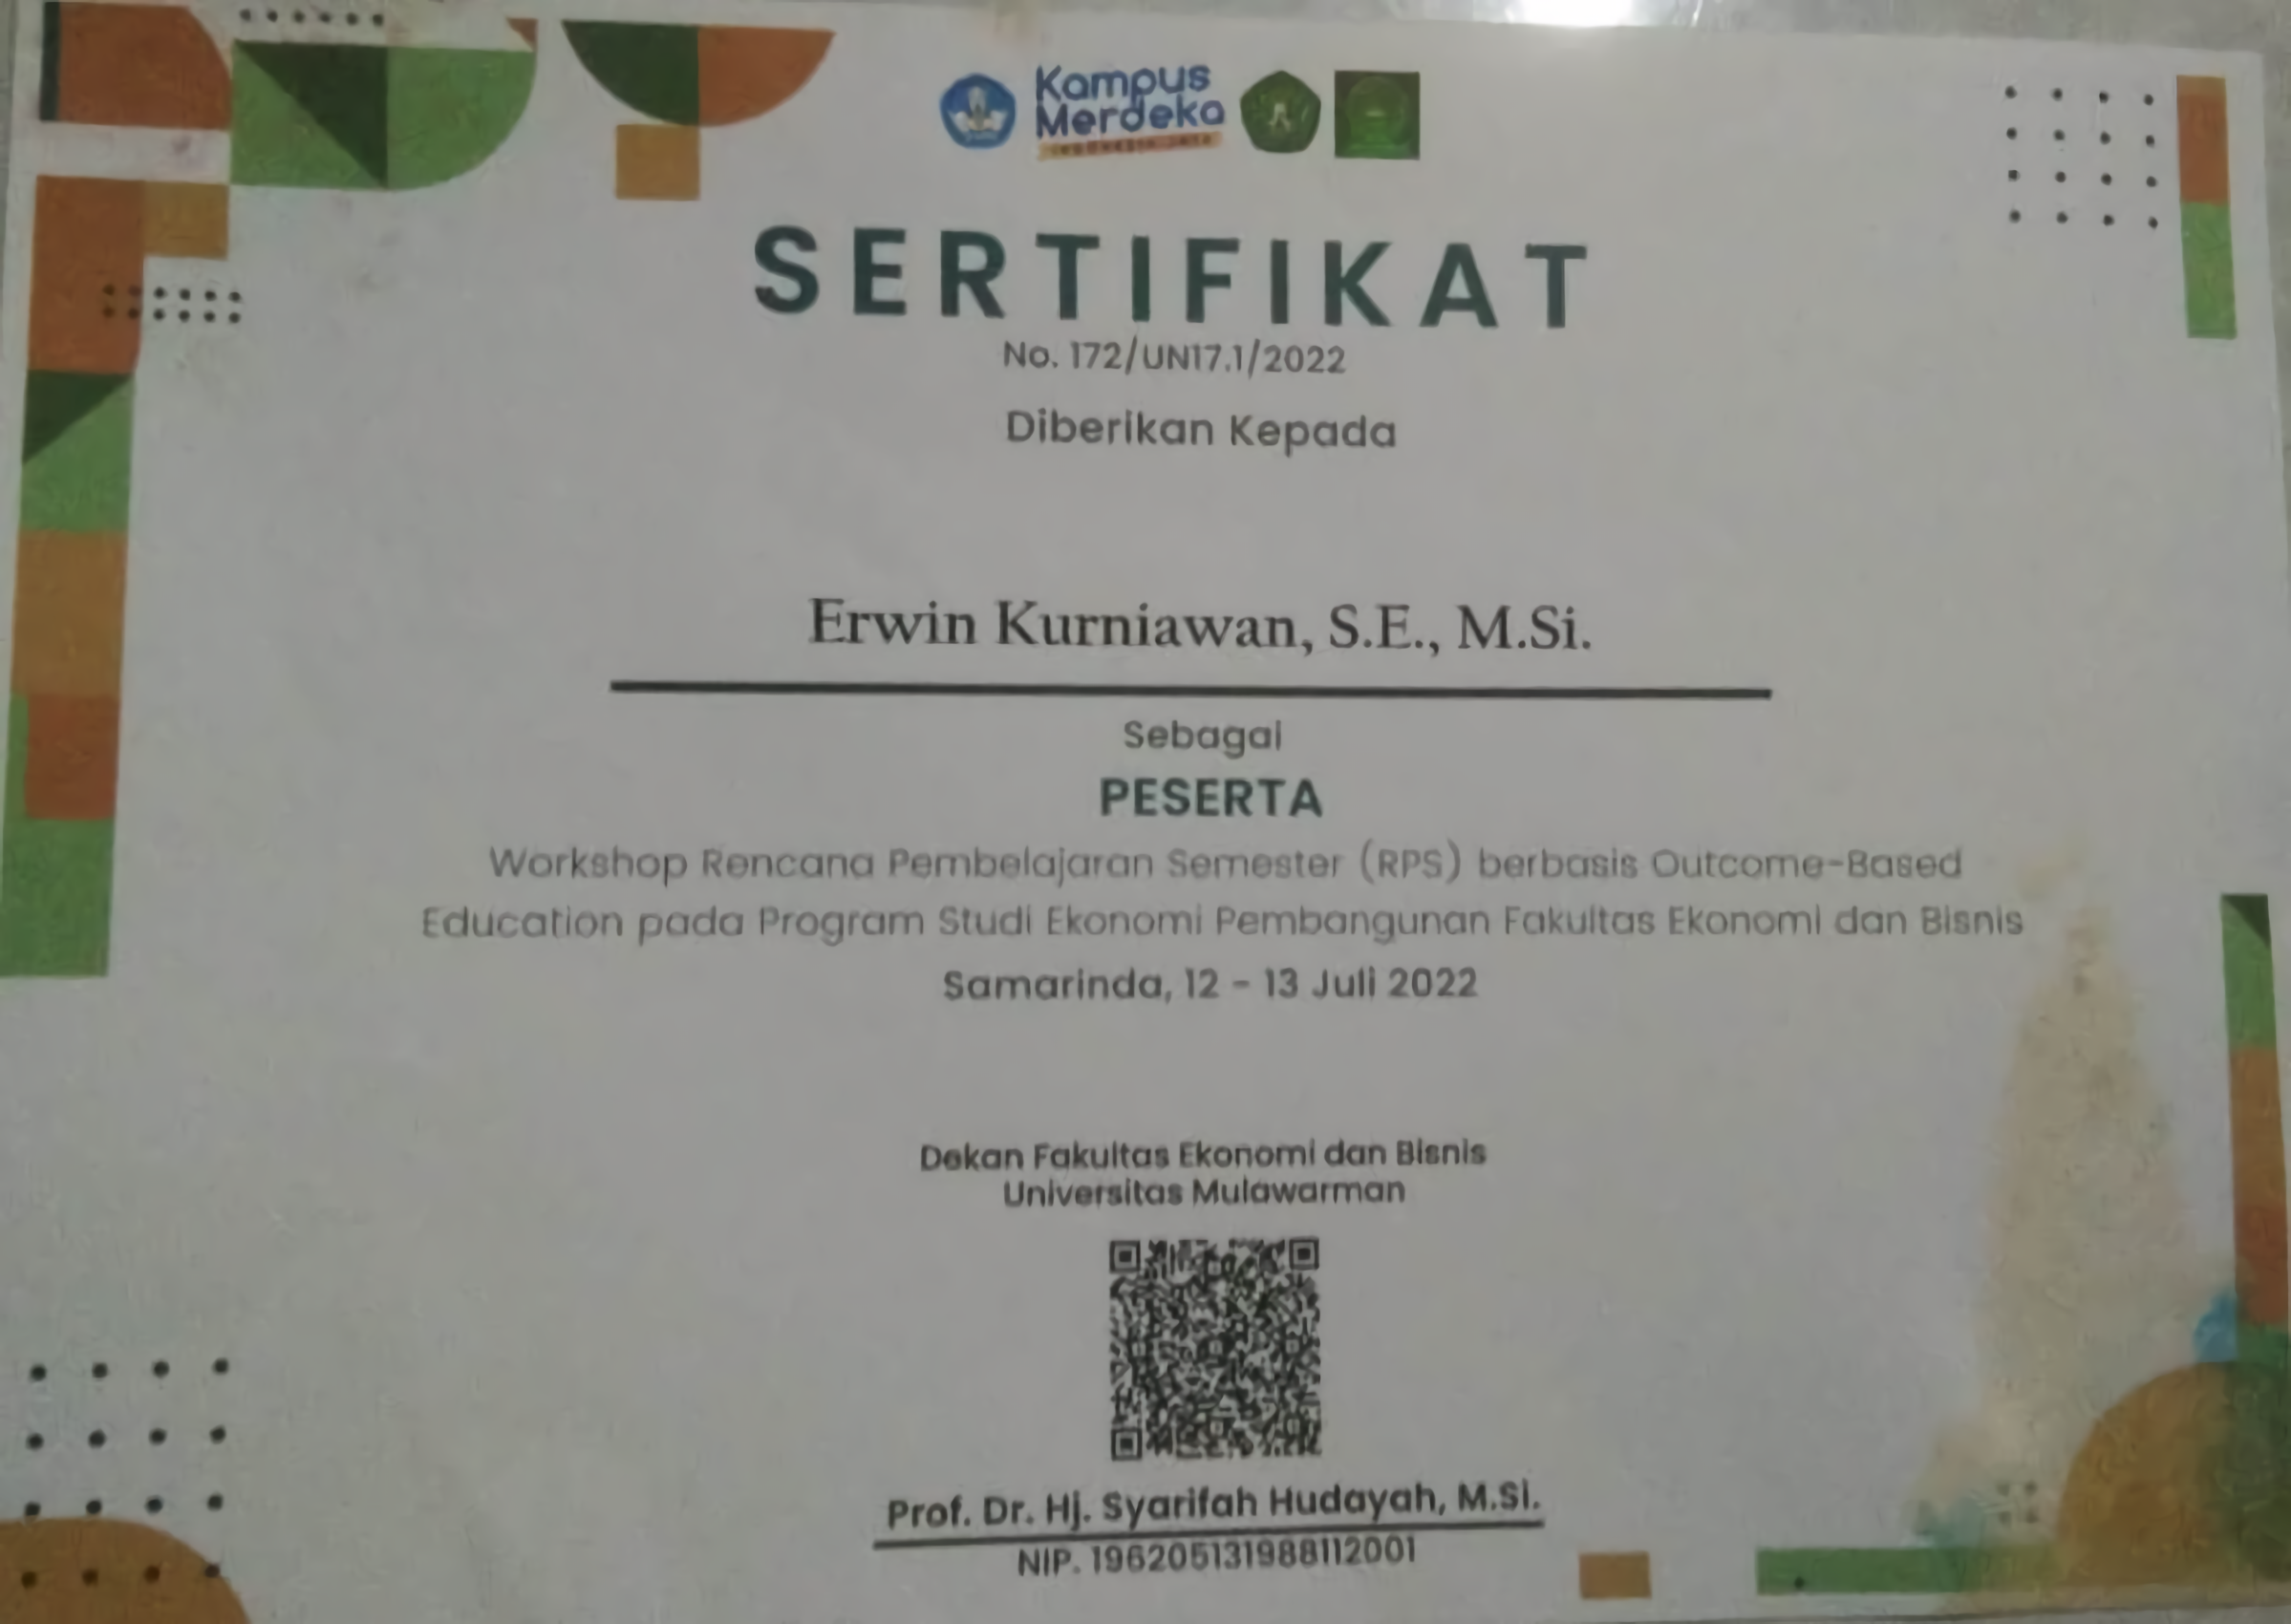 Kampus
Merdeka
INDONESIA JAYA
SERTIFIKAT
No. 172/UN17.1/2022
Diberikan Kepada
Erwin Kurniawan, S.E., M.Si.
Sebagai
PESERTA
Workshop Rencana Pembelajaran Semester (RPS) berbasis Outcome-Based
Education pada Program Studi Ekonomi Pembangunan Fakultas Ekonomi dan Bisnis
Samarinda, 12 - 13 Juli 2022
Dekan Fakultas Ekonomi dan Bisnis
Universitas Mulawarman
Prof. Dr. Hj. Syarifah Hudayah, M.Si.
NIP. 196205131988112001